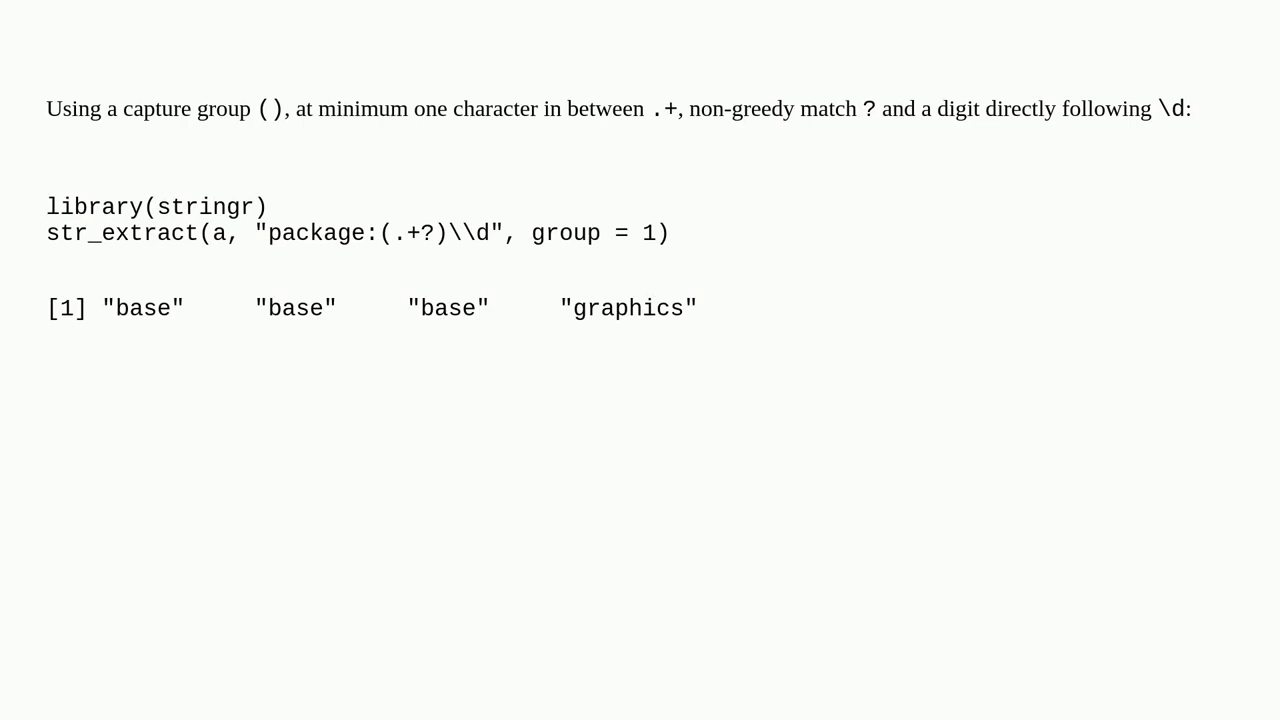 Using a capture group (), at minimum one character in between .+, non-greedy match ? and a digit directly following \d:
library(stringr)
str_extract(a, "package:(.+?)\\d", group = 1)
[1] "base"     "base"     "base"     "graphics"